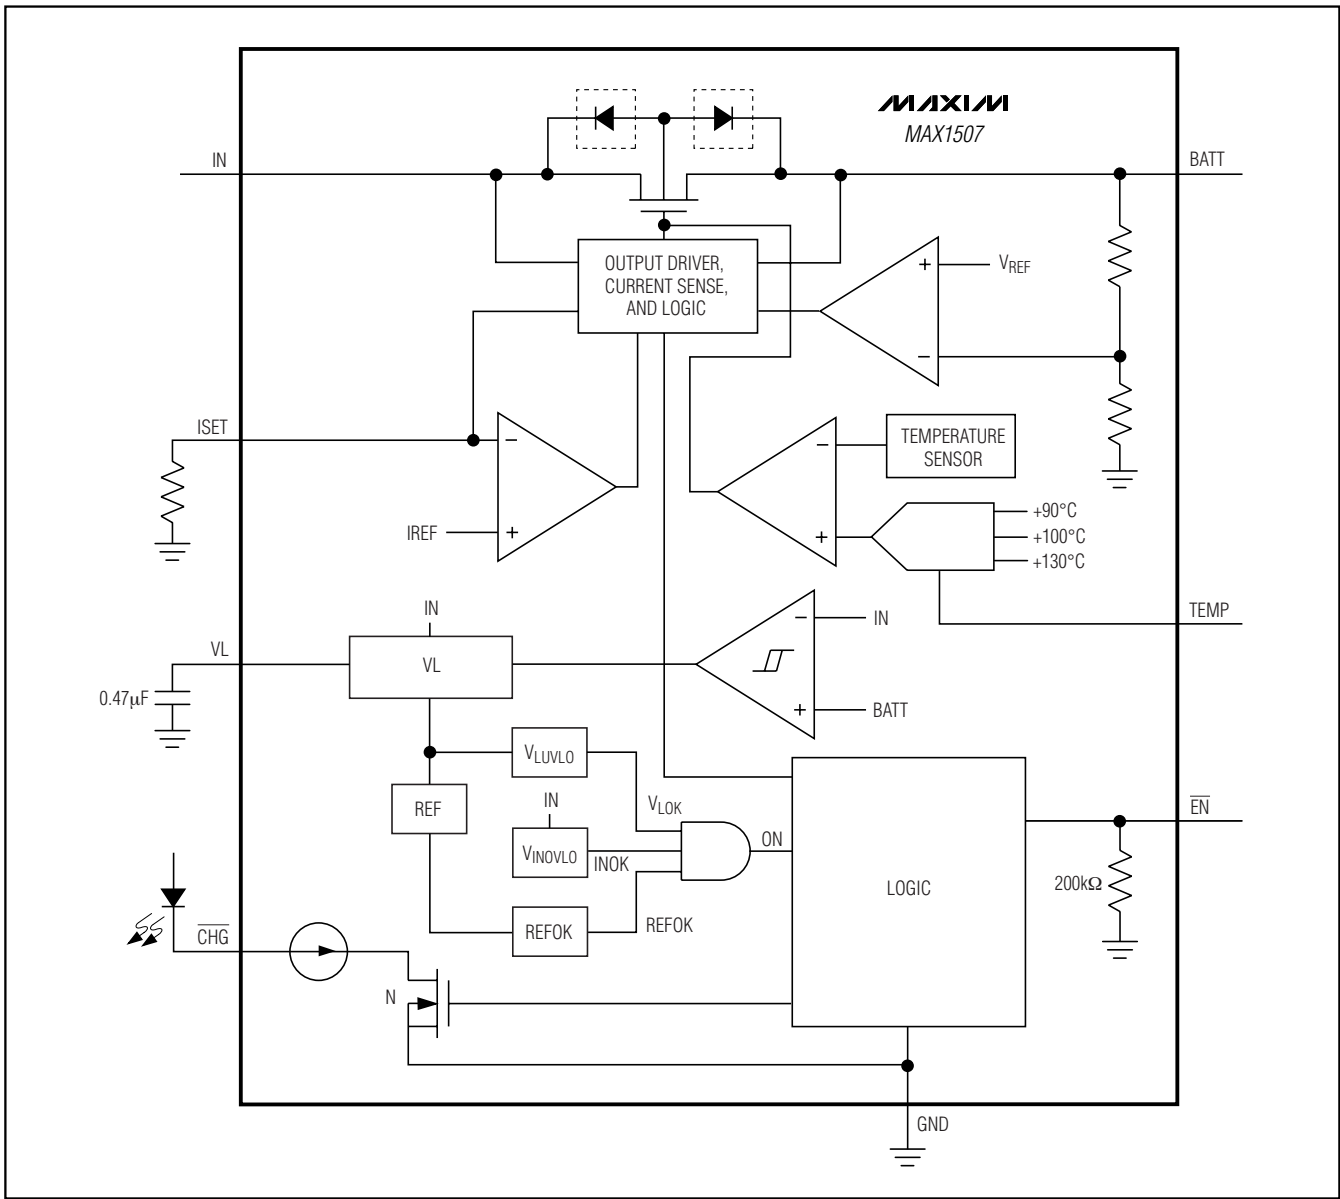 MAXIM
MAX1507
IN
BATT
OUTPUT DRIVER,
CURRENT SENSE,
AND LOGIC
+
VREF
−
ISET
−
TEMPERATURE
SENSOR
−
+90°C
+100°C
+130°C
IREF
+
+
IN
TEMP
−
IN
VL
VL
0.47µF
+
BATT
VLUVLO
REF
IN
VLOK
EN
VINOVLO
INOK
ON
LOGIC
200kΩ
REFOK
REFOK
CHG
N
GND